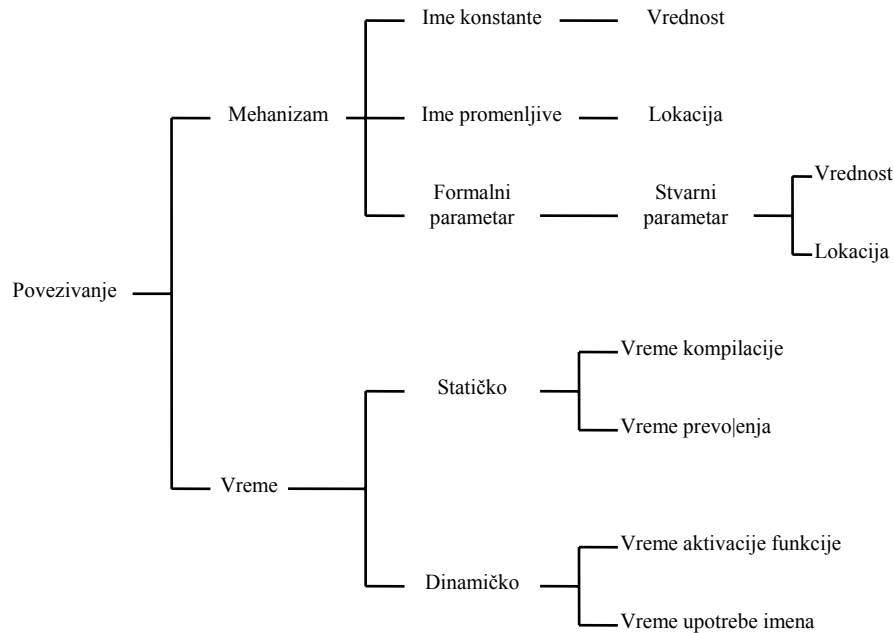 Ime konstante
Vrednost
Mehanizam
Ime promenljive
Lokacija
Formalni
parametar
Stvarni
parametar
Vrednost
Lokacija
Povezivanje
Vreme
Statičko
Vreme kompilacije
Vreme prevo|enja
Dinamičko
Vreme aktivacije funkcije
Vreme upotrebe imena